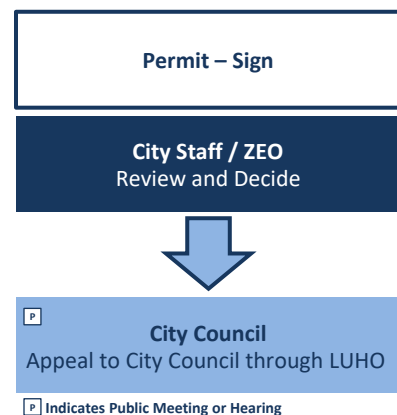 Permit – Sign
City Staff / ZEO
Review and Decide
P
City Council
Appeal to City Council through LUHO
P Indicates Public Meeting or Hearing